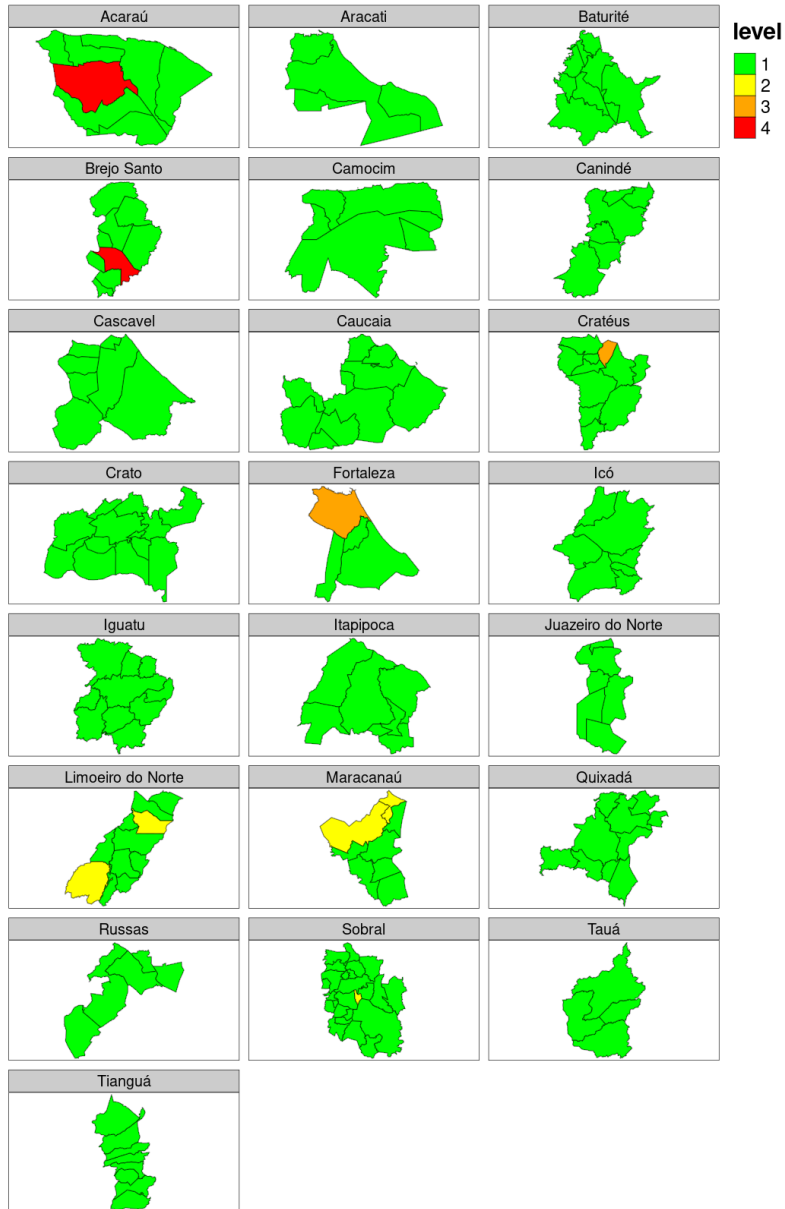 Acaraú
Aracati
Baturité
level
1
2
3
4
Brejo Santo
Camocim
Canindé
Cascavel
Caucaia
Cratéus
Crato
Fortaleza
Icó
Iguatu
Itapipoca
Juazeiro do Norte
Limoeiro do Norte
Maracanaú
Quixadá
Russas
Sobral
Tauá
Tianguá